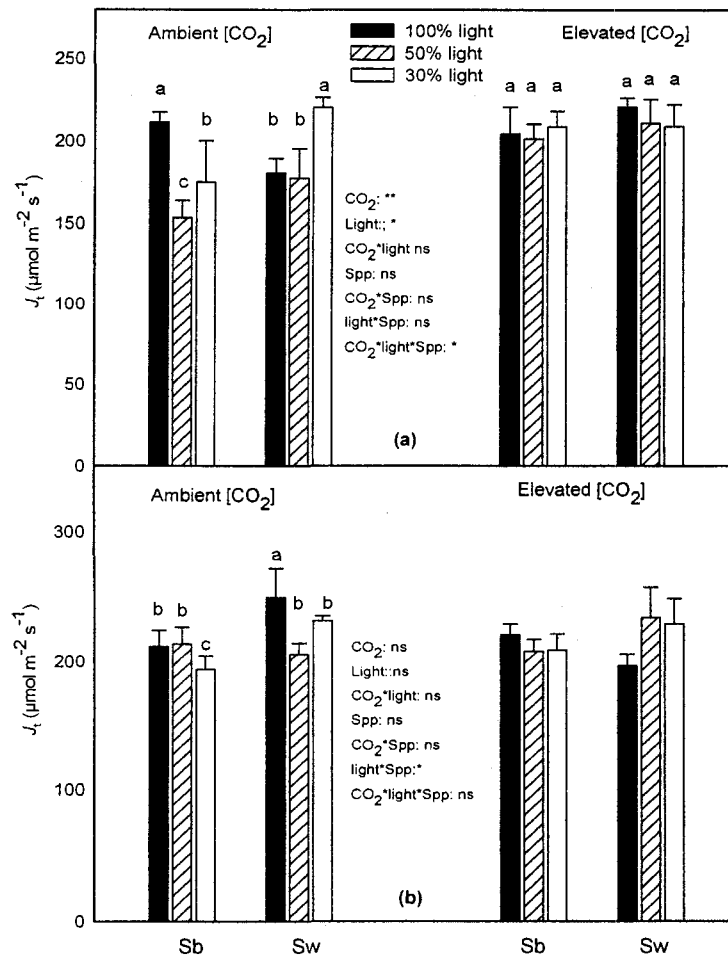 Ambient [CO2]
100% light
50% light
30% light
Elevated [CO2]
250
200
150
100
50
0
Jt (µmol m−2 s−1)
a
c
b
b
b
a
a
a
a
a
a
a
CO2: **
Light:; *
CO2*light ns
Spp: ns
CO2*Spp: ns
light*Spp: ns
CO2*light*Spp: *
(a)
Ambient [CO2]
Elevated [CO2]
300
200
100
0
Jt (µmol m−2 s−1)
b
b
c
a
b
b
CO2: ns
Light::ns
CO2*light: ns
Spp: ns
CO2*Spp: ns
light*Spp:*
CO2*light*Spp: ns
(b)
Sb
Sw
Sb
Sw